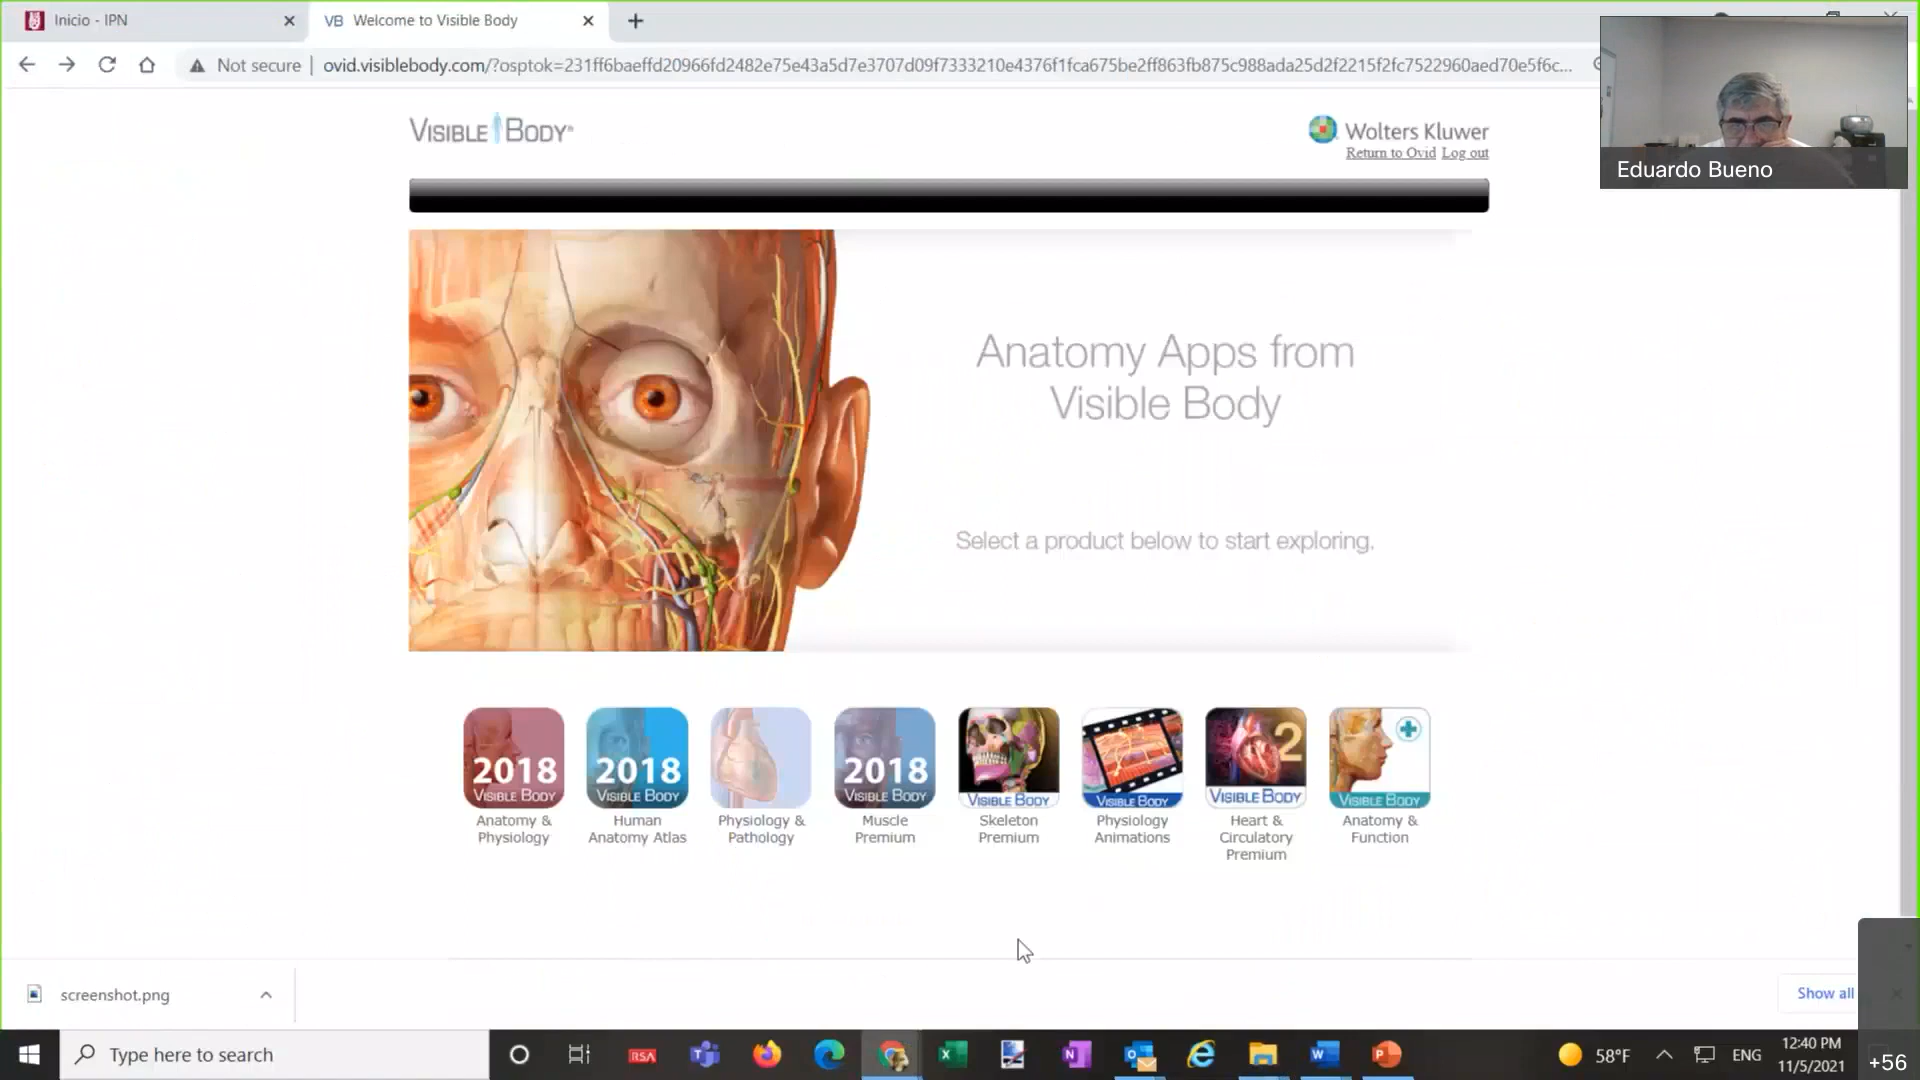 Inicio - IPN
VB Welcome to Visible Body
Not secure
ovid.visiblebody.com/?osptok=231ff6baeffd20966fd2482e75e43a5d7e3707d09f7333210e4376f1fca675be2ff863fb875c988ada25d2f2215f2fc7522960aed70e5f6c...
Eduardo Bueno
VISIBLE BODY®
Wolters Kluwer
Return to Ovid Log out
Anatomy Apps from
Visible Body
Select a product below to start exploring.
2018
VISIBLE BODY
Anatomy &
Physiology
2018
VISIBLE BODY
Human
Anatomy Atlas
Physiology &
Pathology
2018
VISIBLE BODY
Muscle
Premium
VISIBLE BODY
Skeleton
Premium
VISIBLE BODY
Physiology
Animations
2
VISIBLE BODY
Heart &
Circulatory
Premium
VISIBLE BODY
Anatomy &
Function
screenshot.png
Show all
Type here to search
RSA
58°F
ENG
12:40 PM
11/5/2021
+56